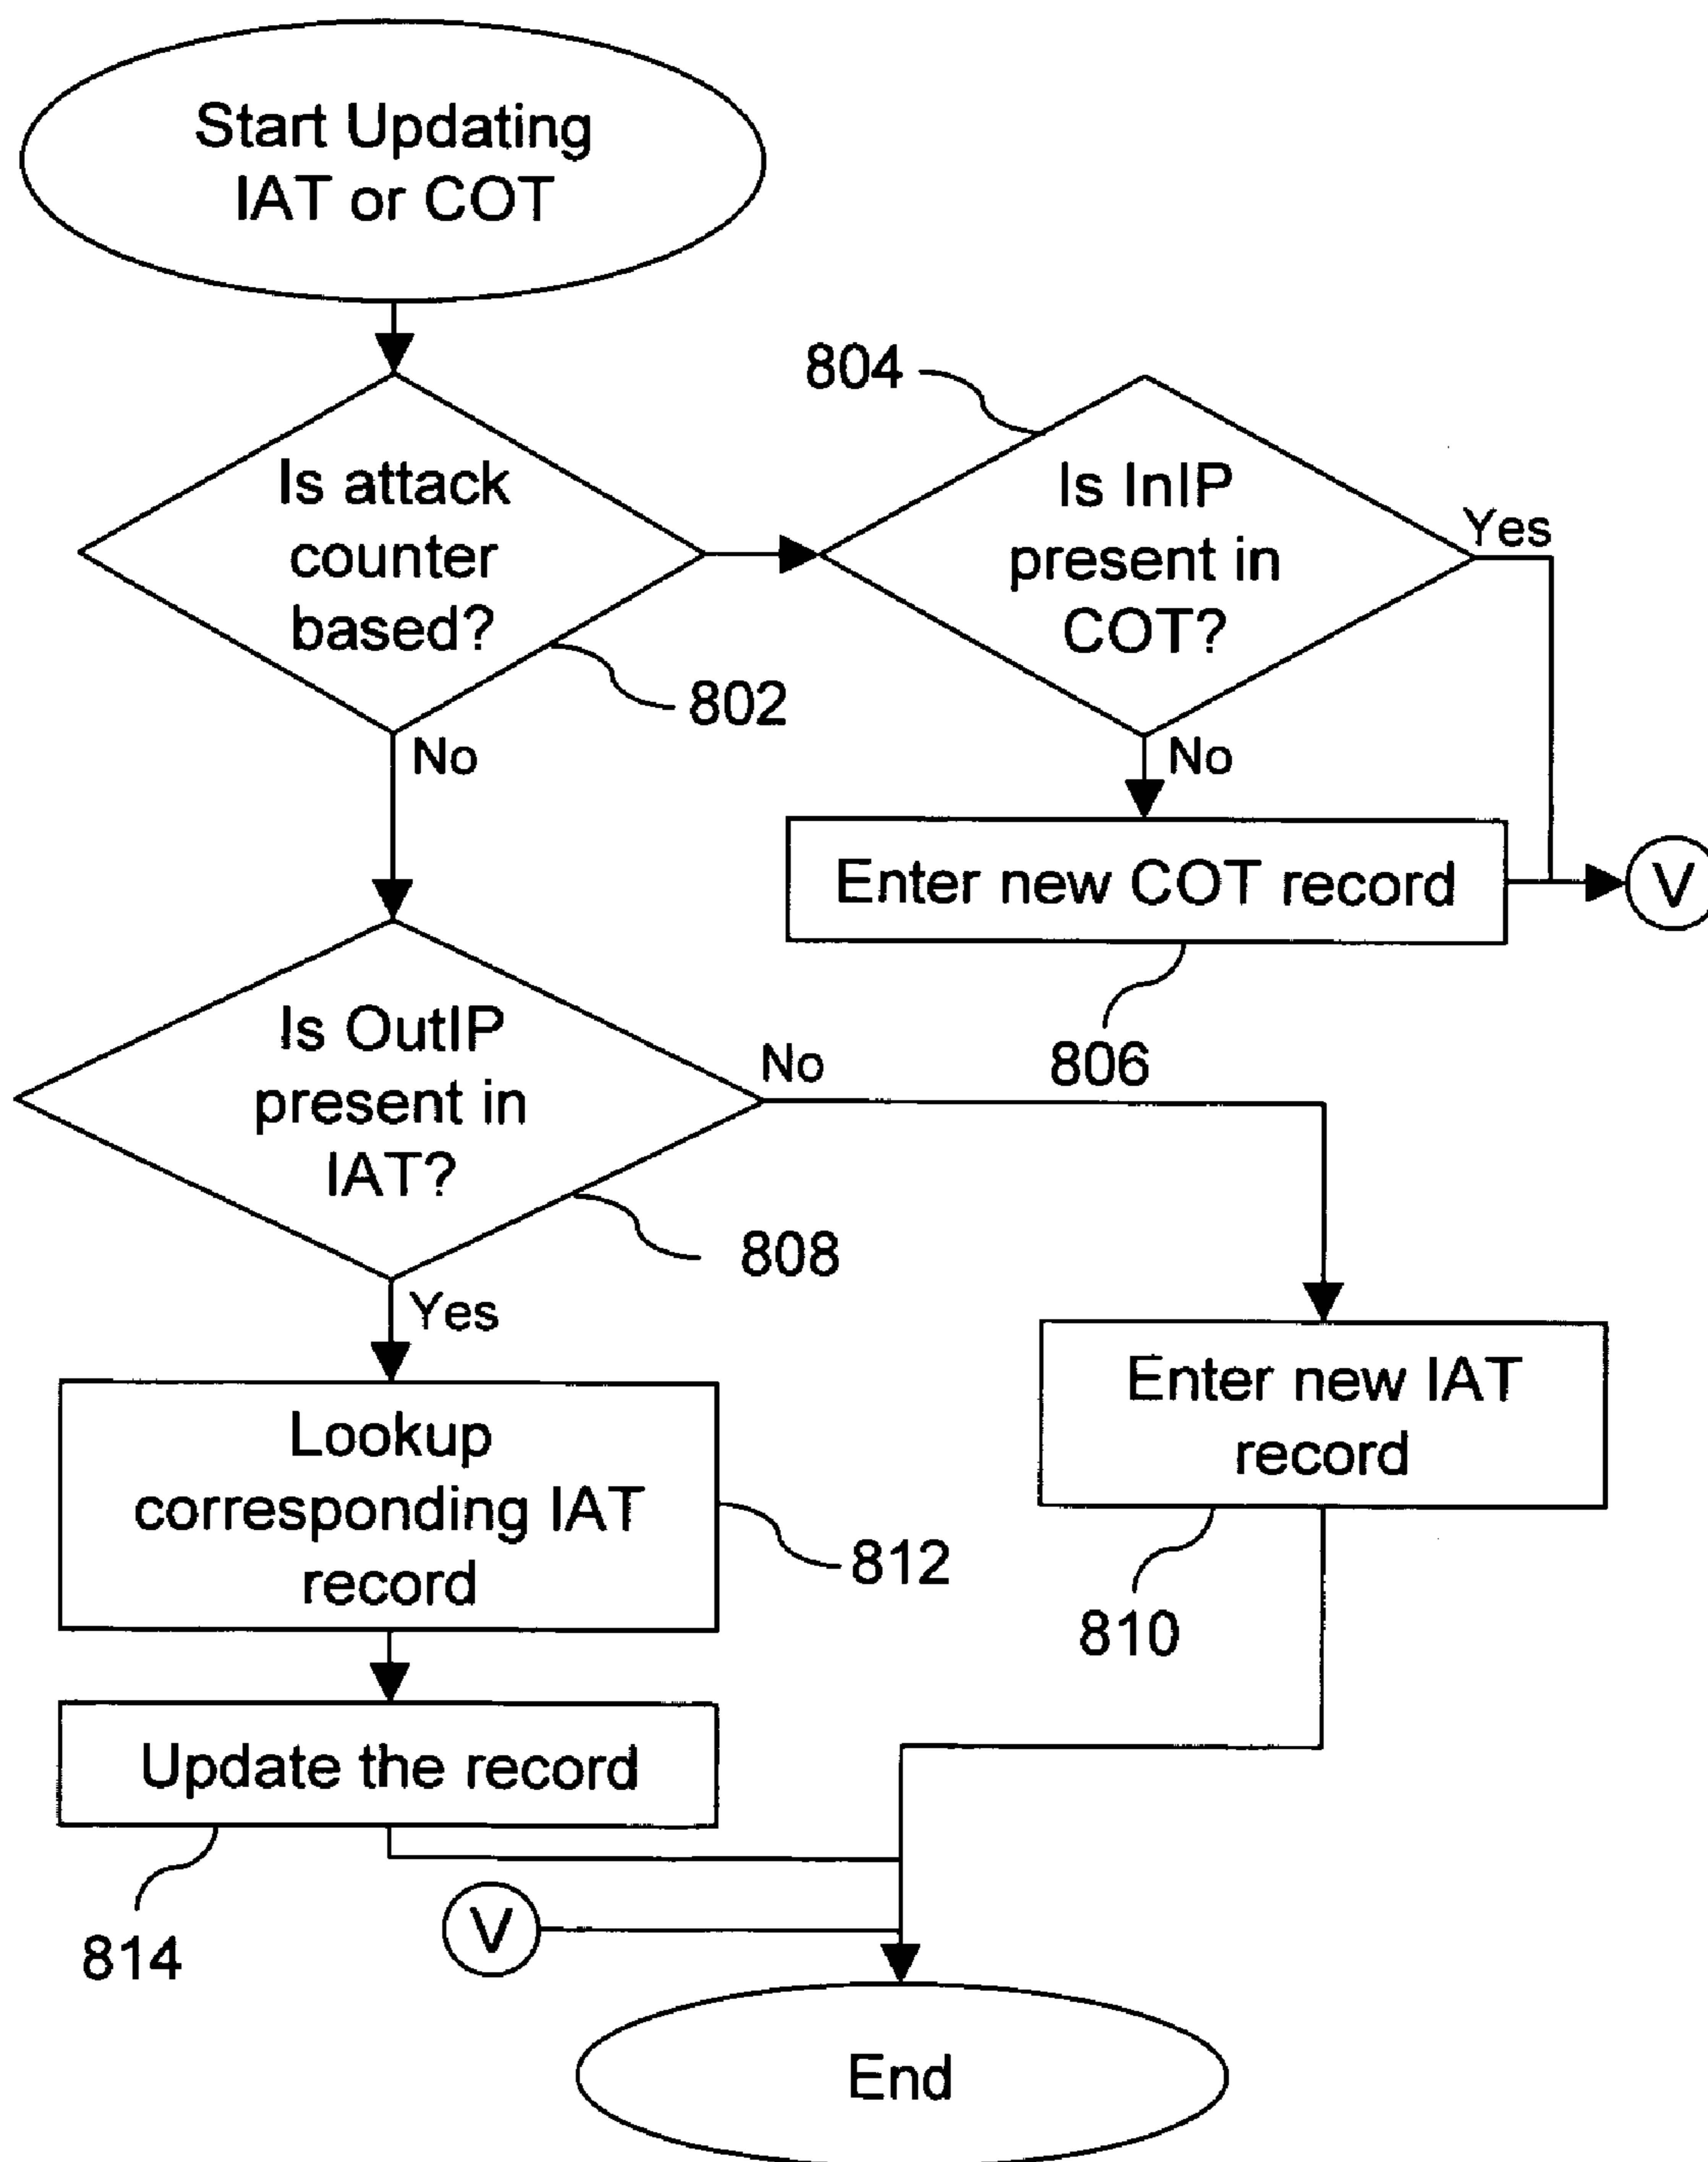 Start Updating
IAT or COT
804
Is attack
counter
based?
Is InIP
present in
COT?
Yes
802
No
No
Enter new COT record
V
Is OutIP
present in
IAT?
No
806
808
Yes
Enter new IAT
record
Lookup
corresponding IAT
record
812
810
Update the record
V
814
End